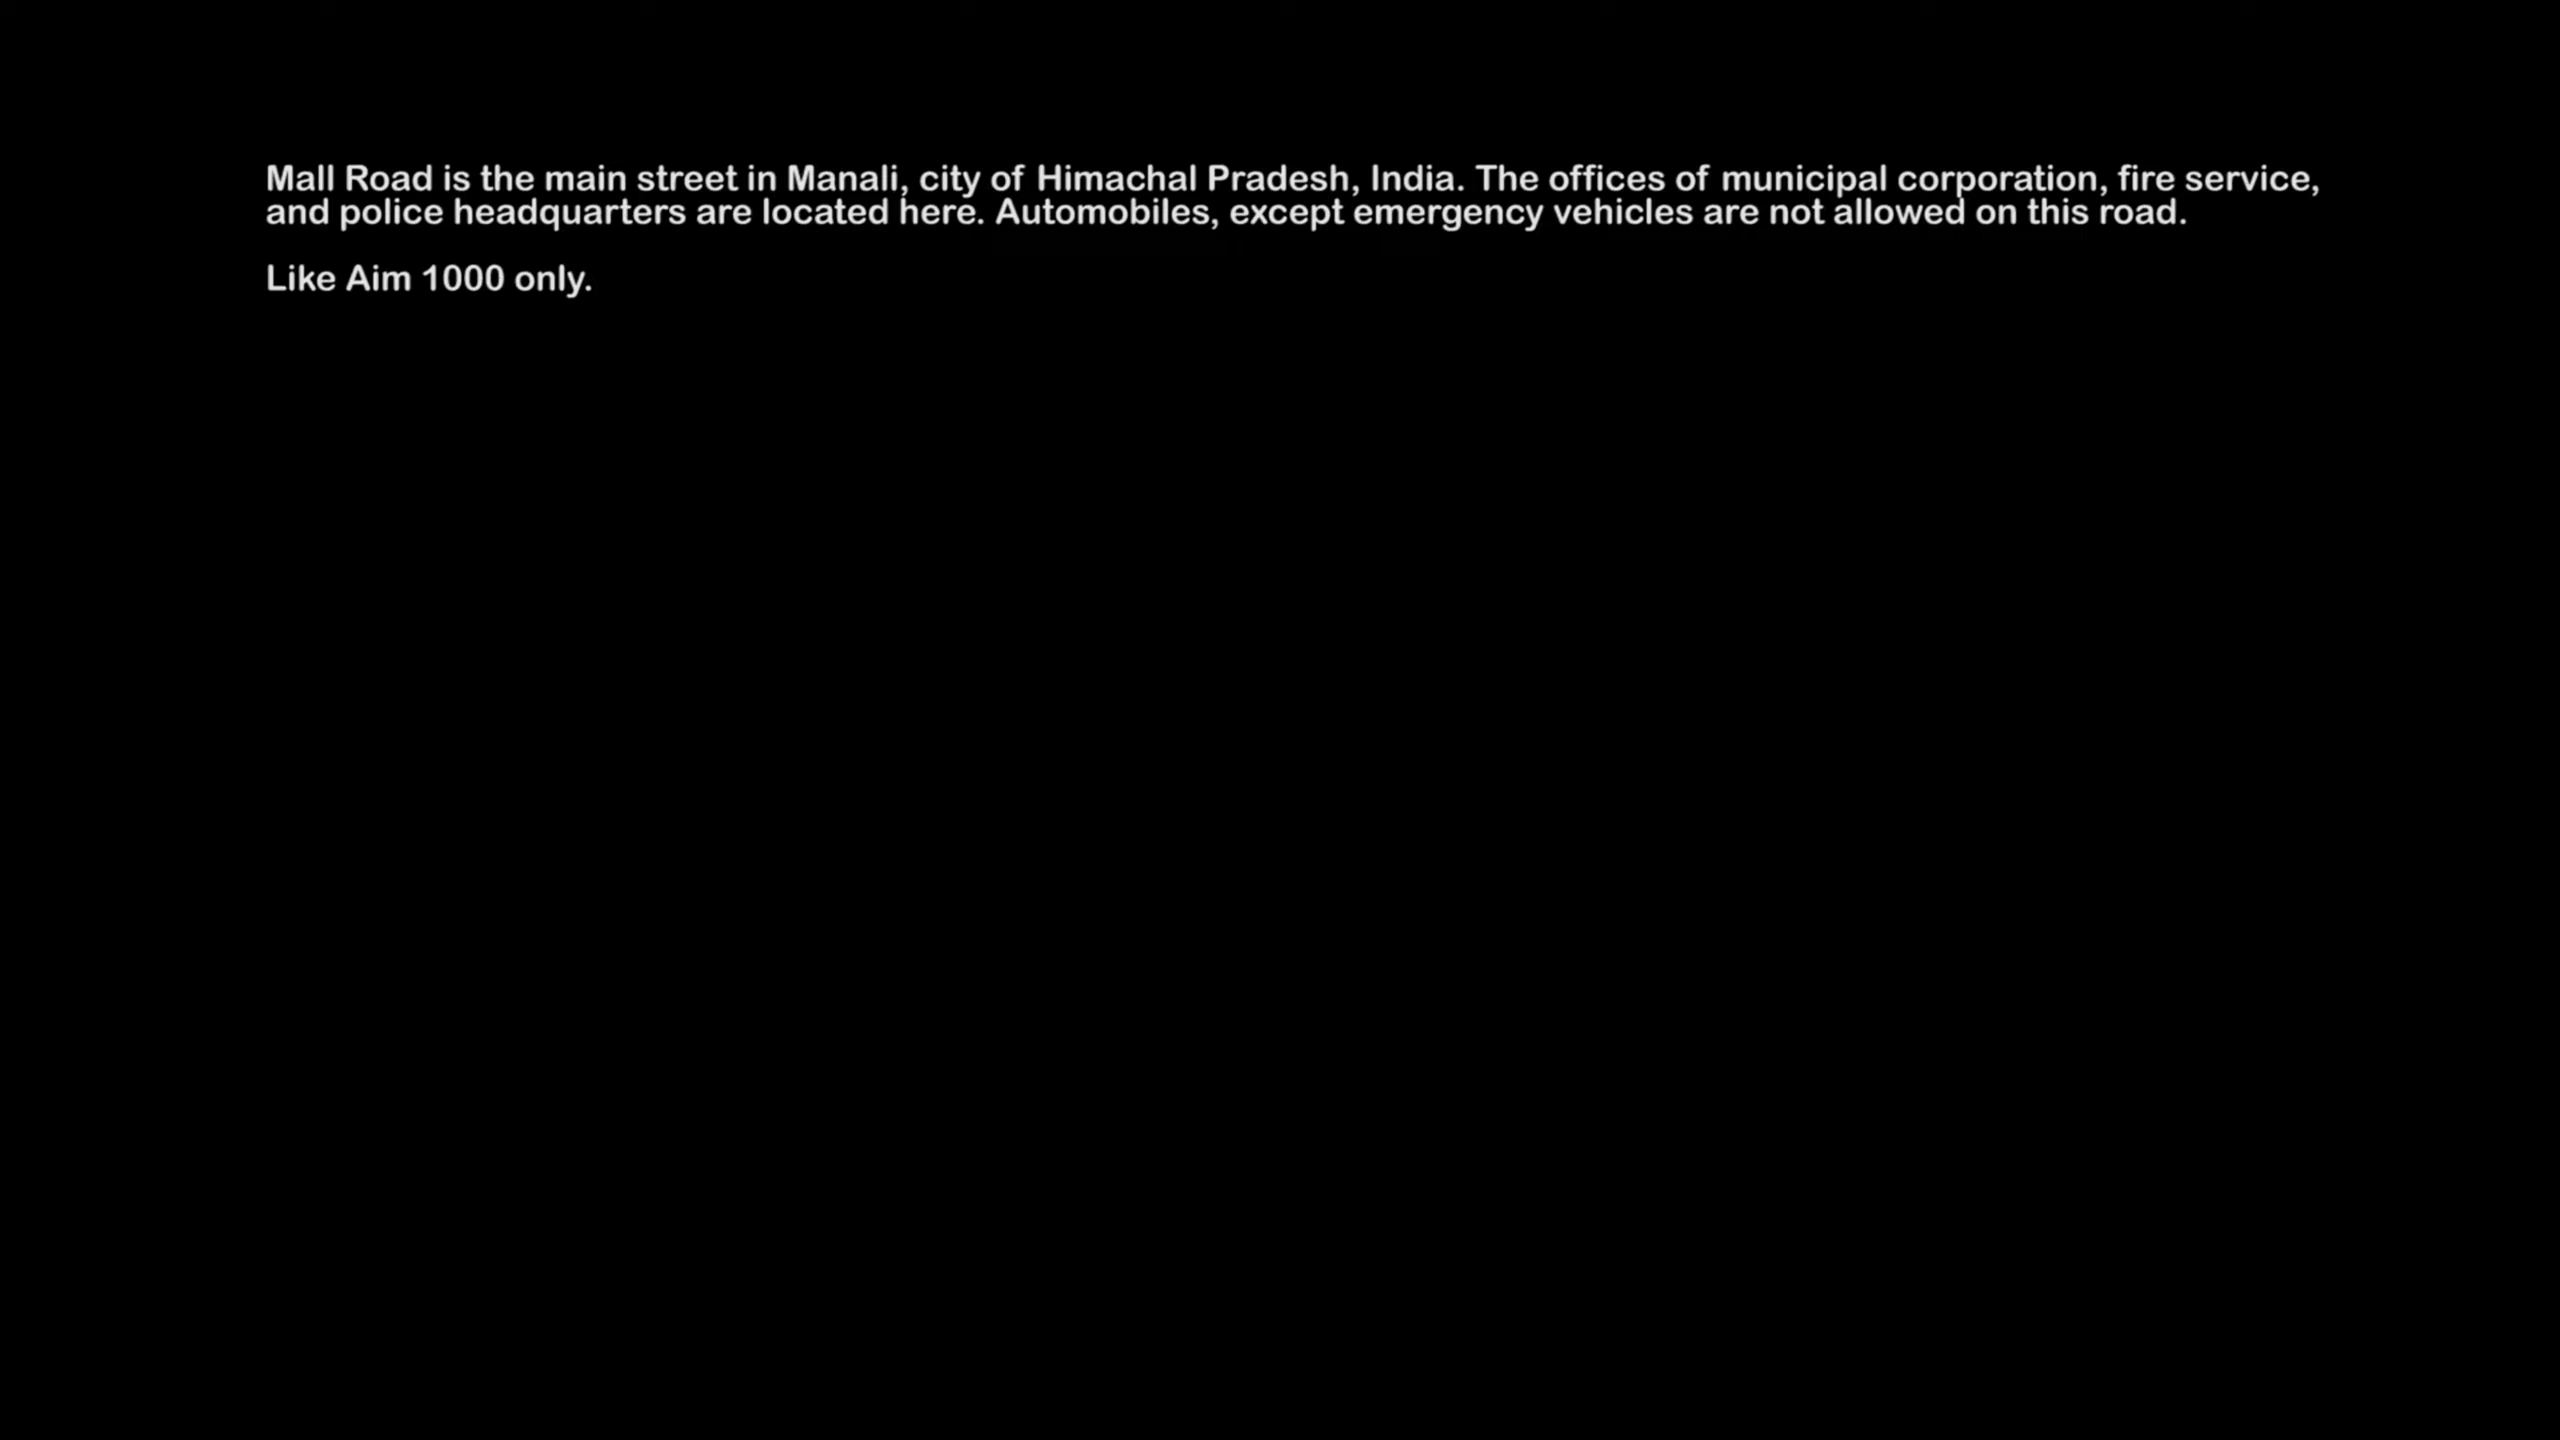 Mall Road is the main street in Manali, city of Himachal Pradesh, India. The offices of municipal corporation, fire service,
and police headquarters are located here. Automobiles, except emergency vehicles are not allowed on this road.
Like Aim 1000 only.